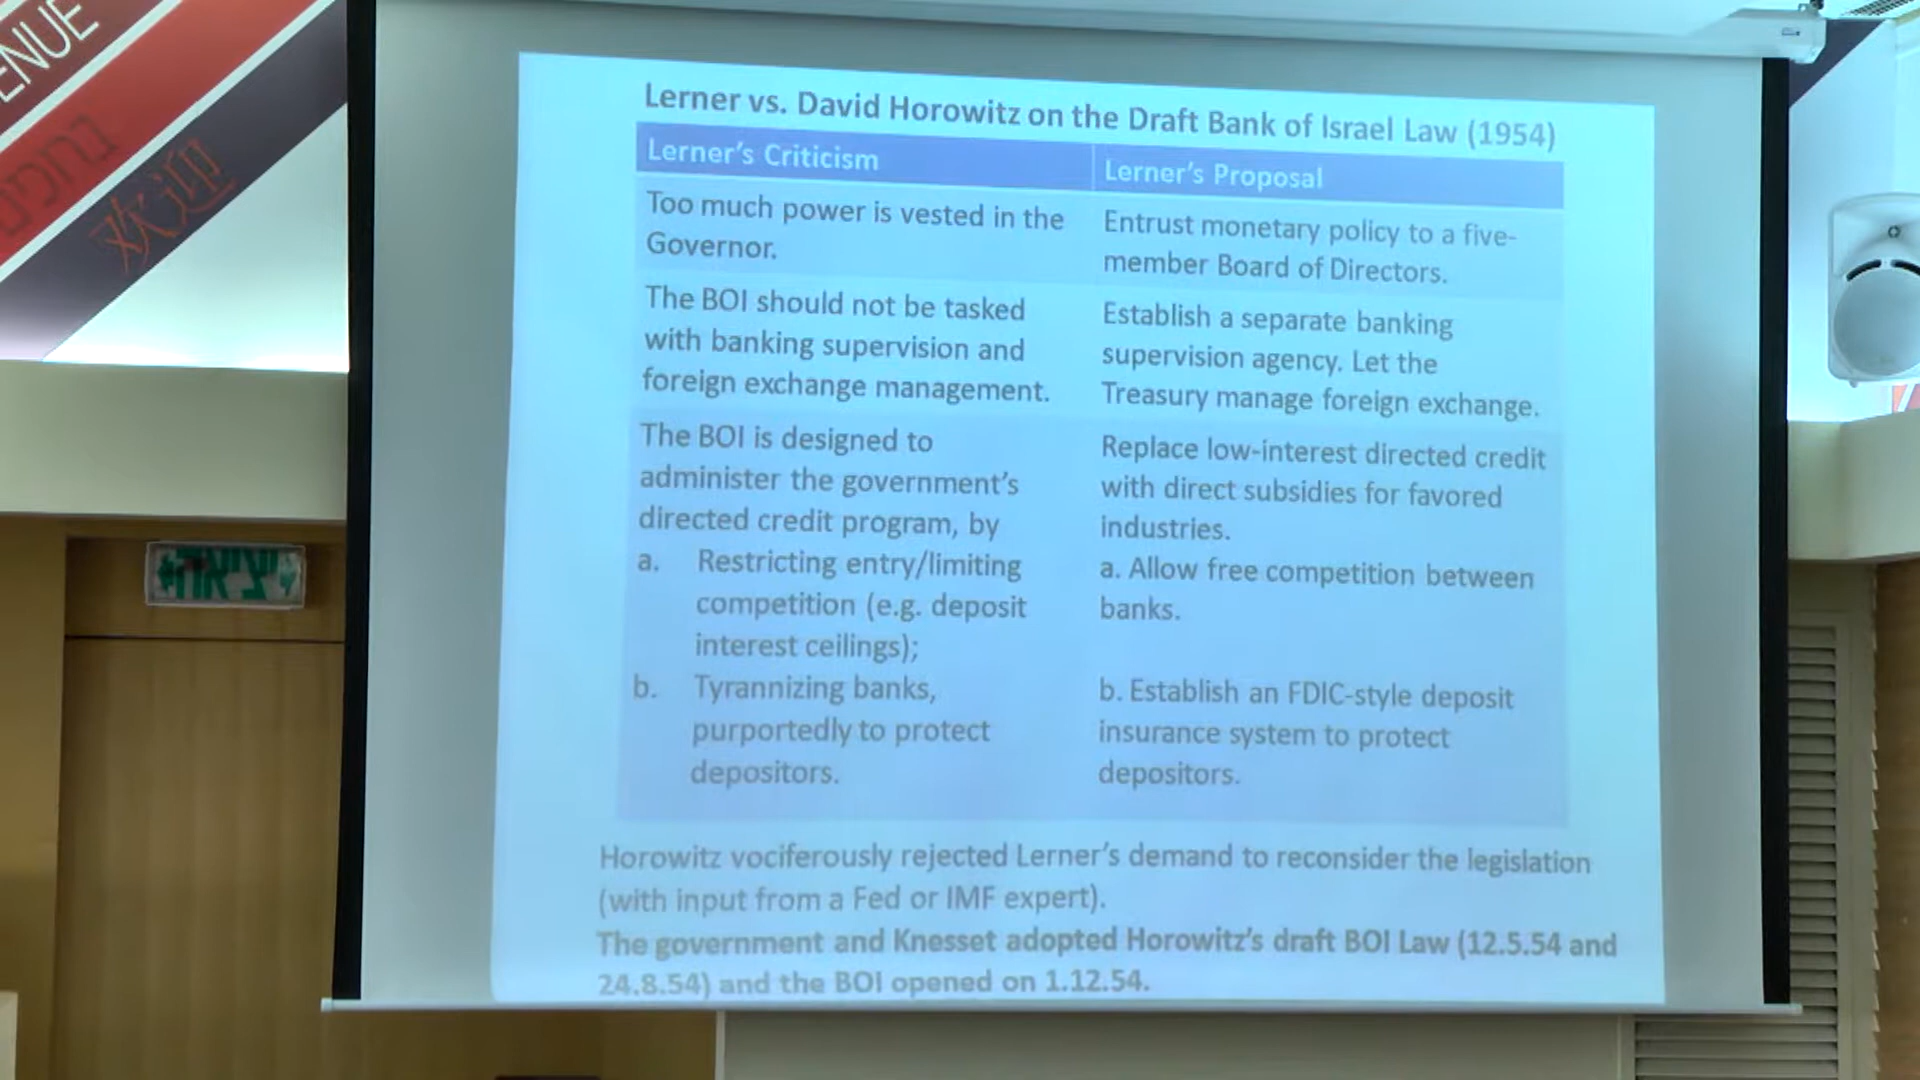 ENUE
欢迎
Lerner vs. David Horowitz on the Draft Bank of Israel Law (1954)
Lerner's Criticism
Lerner's Proposal
Too much power is vested in the
Governor.
Entrust monetary policy to a five-
member Board of Directors.
The BOI should not be tasked
with banking supervision and
foreign exchange management.
Establish a separate banking
supervision agency. Let the
Treasury manage foreign exchange.
The BOI is designed to
administer the government's
directed credit program, by
a. Restricting entry/limiting
competition (e.g. deposit
interest ceilings);
b. Tyrannizing banks,
purportedly to protect
depositors.
Replace low-interest directed credit
with direct subsidies for favored
industries.
a. Allow free competition between
banks.
b. Establish an FDIC-style deposit
insurance system to protect
depositors.
Horowitz vociferously rejected Lerner's demand to reconsider the legislation
(with input from a Fed or IMF expert).
The government and Knesset adopted Horowitz's draft BOI Law (12.5.54 and
24.8.54) and the BOI opened on 1.12.54.
יציאה